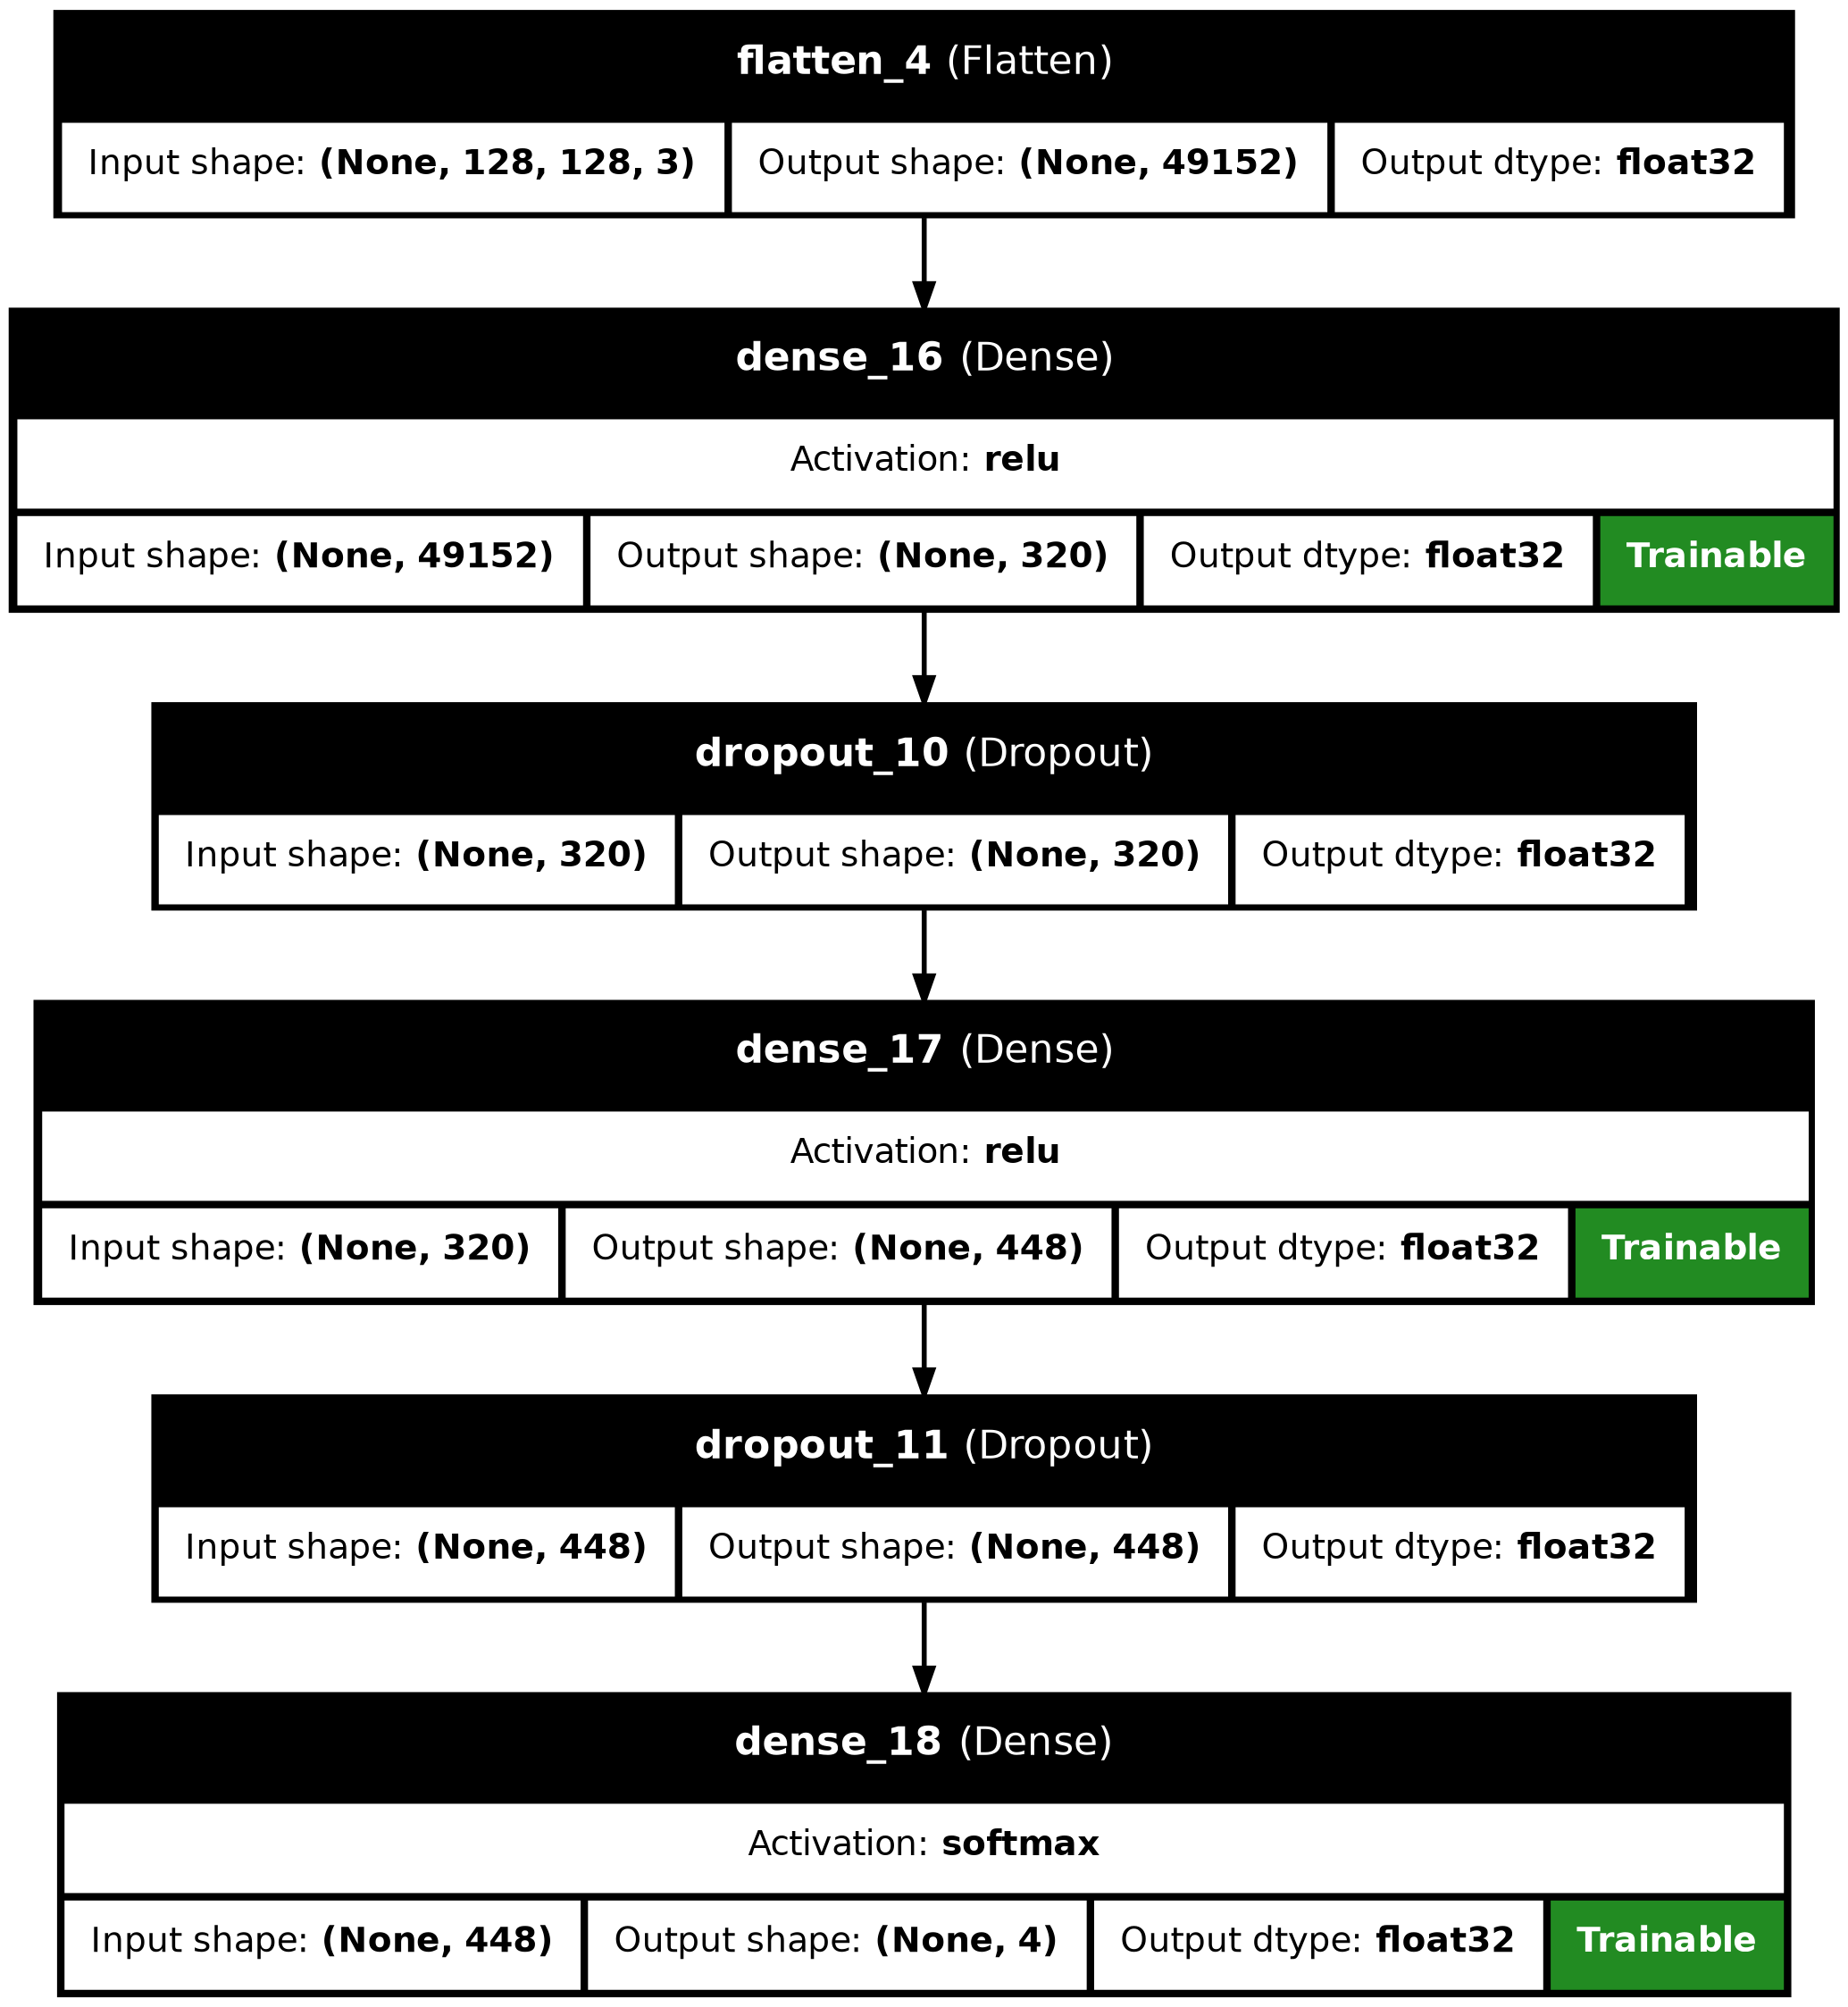 flatten_4 (Flatten)
Input shape: (None, 128, 128, 3) Output shape: (None, 49152) Output dtype: float32
dense_16 (Dense)
Activation: relu
Input shape: (None, 49152) Output shape: (None, 320) Output dtype: float32 Trainable
dropout_10 (Dropout)
Input shape: (None, 320) Output shape: (None, 320) Output dtype: float32
dense_17 (Dense)
Activation: relu
Input shape: (None, 320) Output shape: (None, 448) Output dtype: float32 Trainable
dropout_11 (Dropout)
Input shape: (None, 448) Output shape: (None, 448) Output dtype: float32
dense_18 (Dense)
Activation: softmax
Input shape: (None, 448) Output shape: (None, 4) Output dtype: float32 Trainable